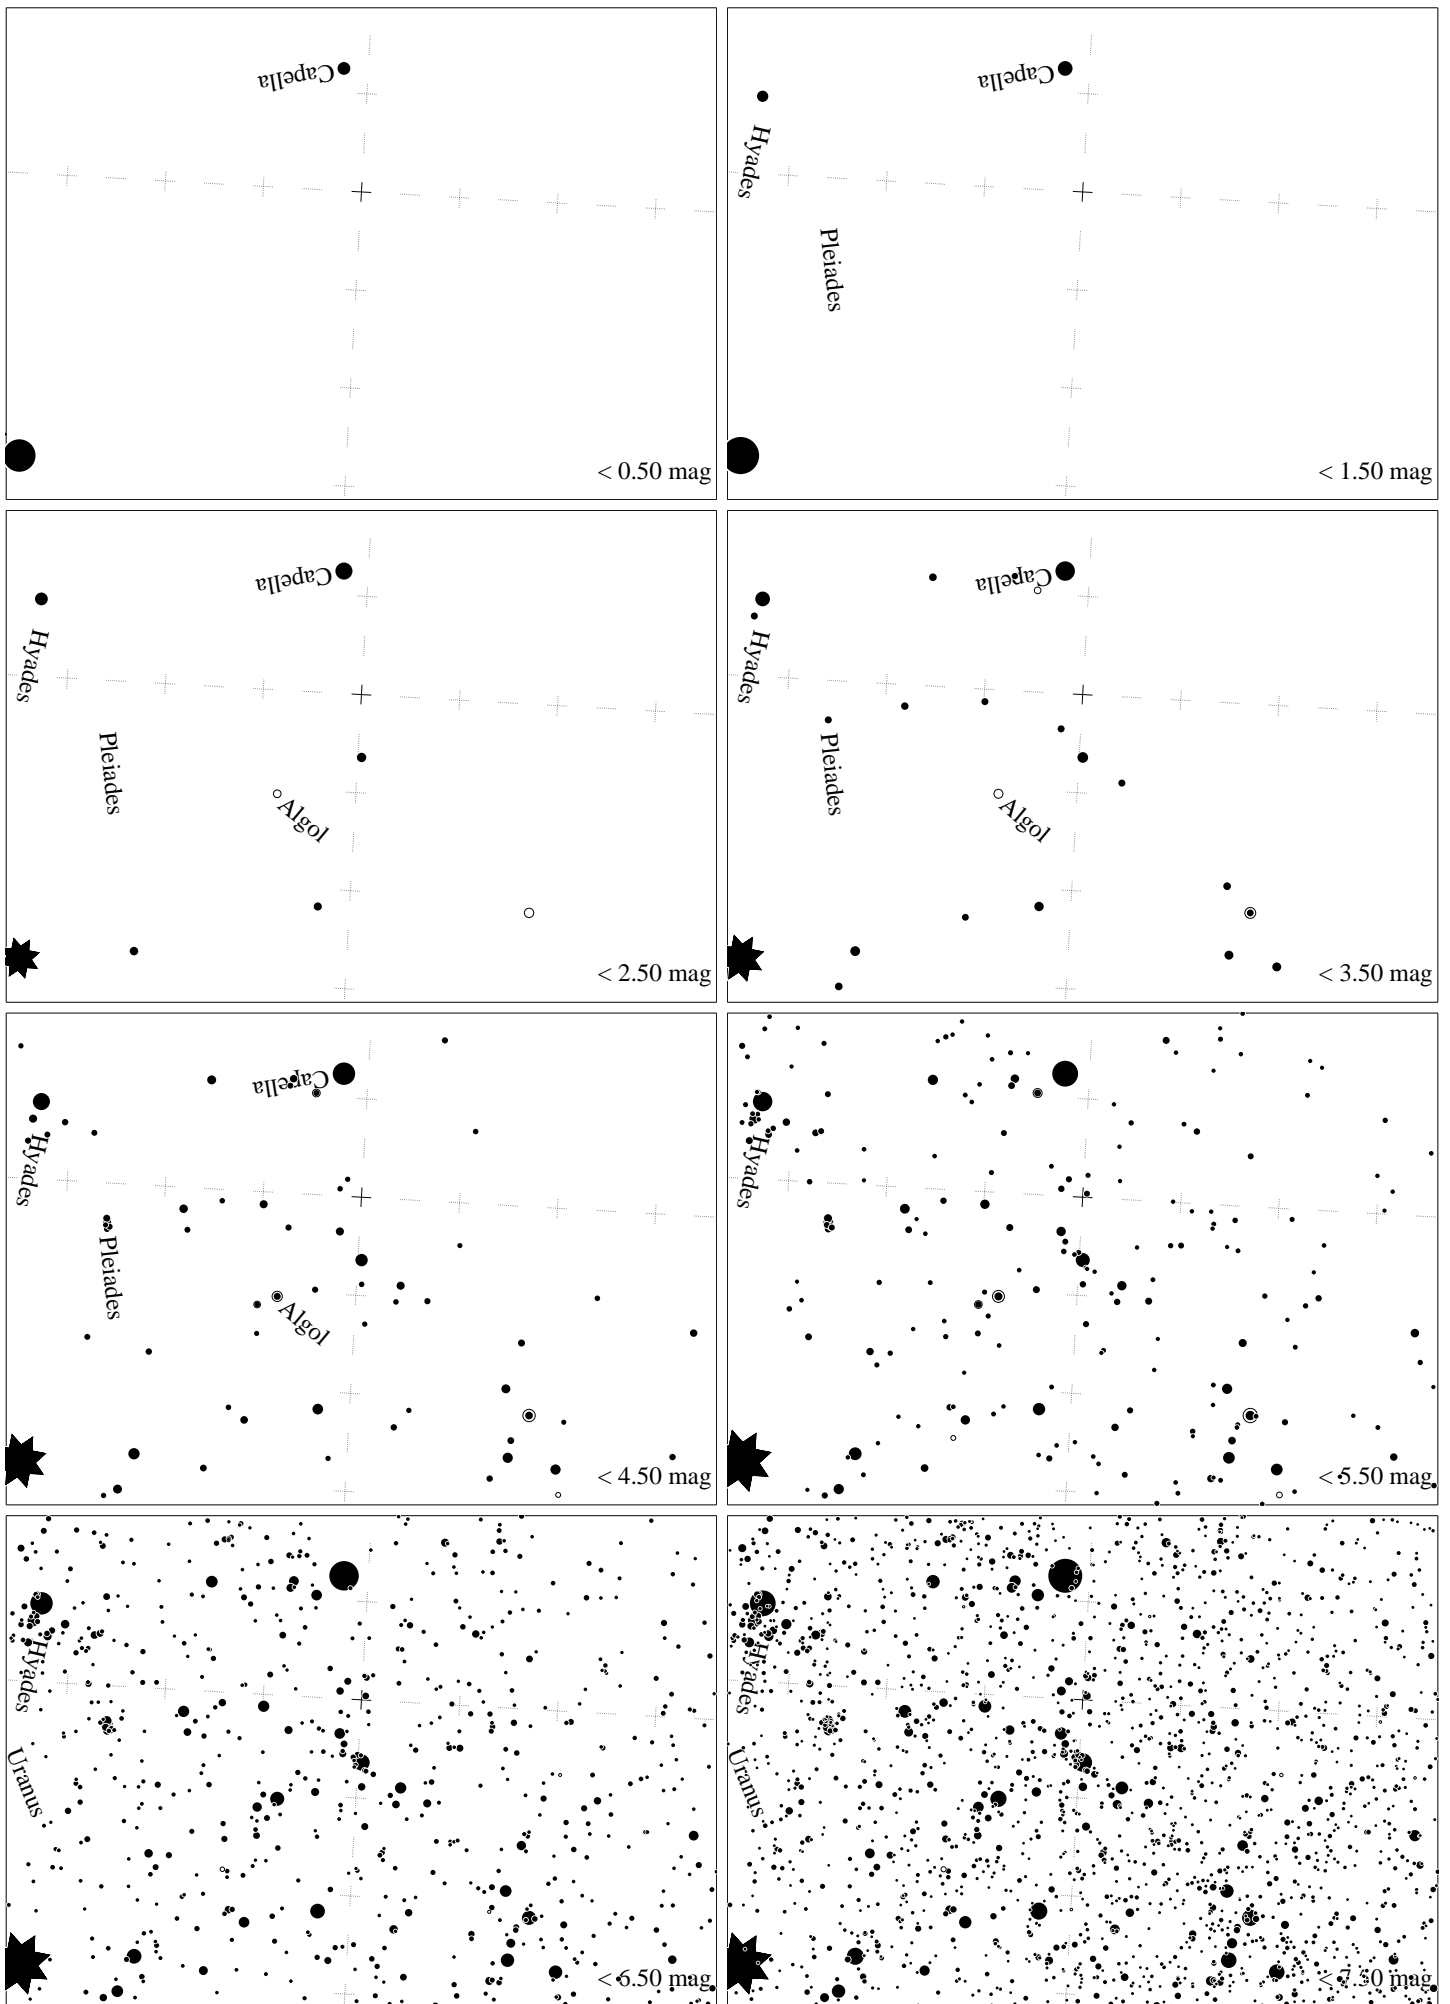 Capella
< 0.50 mag
Capella
Hyades
Pleiades
< 1.50 mag
Capella
Hyades
Pleiades
Algol
< 2.50 mag
Capella
Hyades
Pleiades
Algol
< 3.50 mag
Capella
Hyades
Pleiades
Algol
< 4.50 mag
Hyades
< 5.50 mag
Hyades
Uranus
< 6.50 mag
Hyades
Uranus
< 7.50 mag